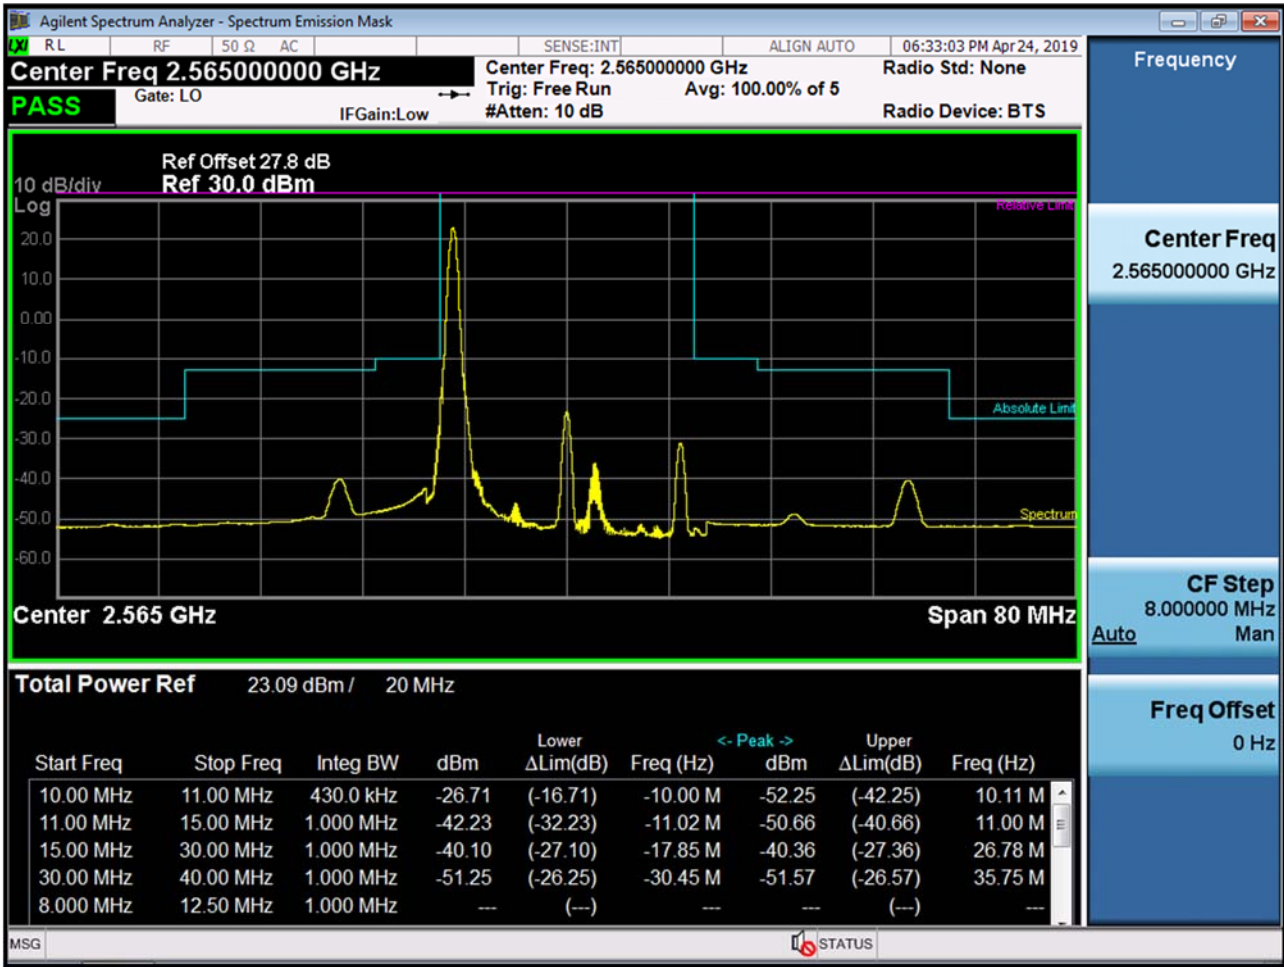 Agilent Spectrum Analyzer - Spectrum Emission Mask
LXI RL RF 50 Ω AC SENSE:INT ALIGN AUTO 06:33:03 PM Apr 24, 2019
Center Freq 2.565000000 GHz
Center Freq: 2.565000000 GHz
Radio Std: None
PASS
Gate: LO
Trig: Free Run
Avg: 100.00% of 5
IFGain:Low
#Atten: 10 dB
Radio Device: BTS
Ref Offset 27.8 dB
10 dB/div Ref 30.0 dBm
Log
Relative Limit
20.0
10.0
0.00
-10.0
-20.0
Absolute Limit
-30.0
-40.0
-50.0
Spectrum
-60.0
Center 2.565 GHz
Span 80 MHz
Total Power Ref 23.09 dBm / 20 MHz
Lower <- Peak -> Upper
Start Freq Stop Freq Integ BW dBm ΔLim(dB) Freq (Hz) dBm ΔLim(dB) Freq (Hz)
10.00 MHz 11.00 MHz 430.0 kHz -26.71 (-16.71) -10.00 M -52.25 (-42.25) 10.11 M
11.00 MHz 15.00 MHz 1.000 MHz -42.23 (-32.23) -11.02 M -50.66 (-40.66) 11.00 M
15.00 MHz 30.00 MHz 1.000 MHz -40.10 (-27.10) -17.85 M -40.36 (-27.36) 26.78 M
30.00 MHz 40.00 MHz 1.000 MHz -51.25 (-26.25) -30.45 M -51.57 (-26.57) 35.75 M
8.000 MHz 12.50 MHz 1.000 MHz --- (---) --- --- (---) ---
MSG STATUS
Frequency
Center Freq
2.565000000 GHz
CF Step
8.000000 MHz
Auto Man
Freq Offset
0 Hz